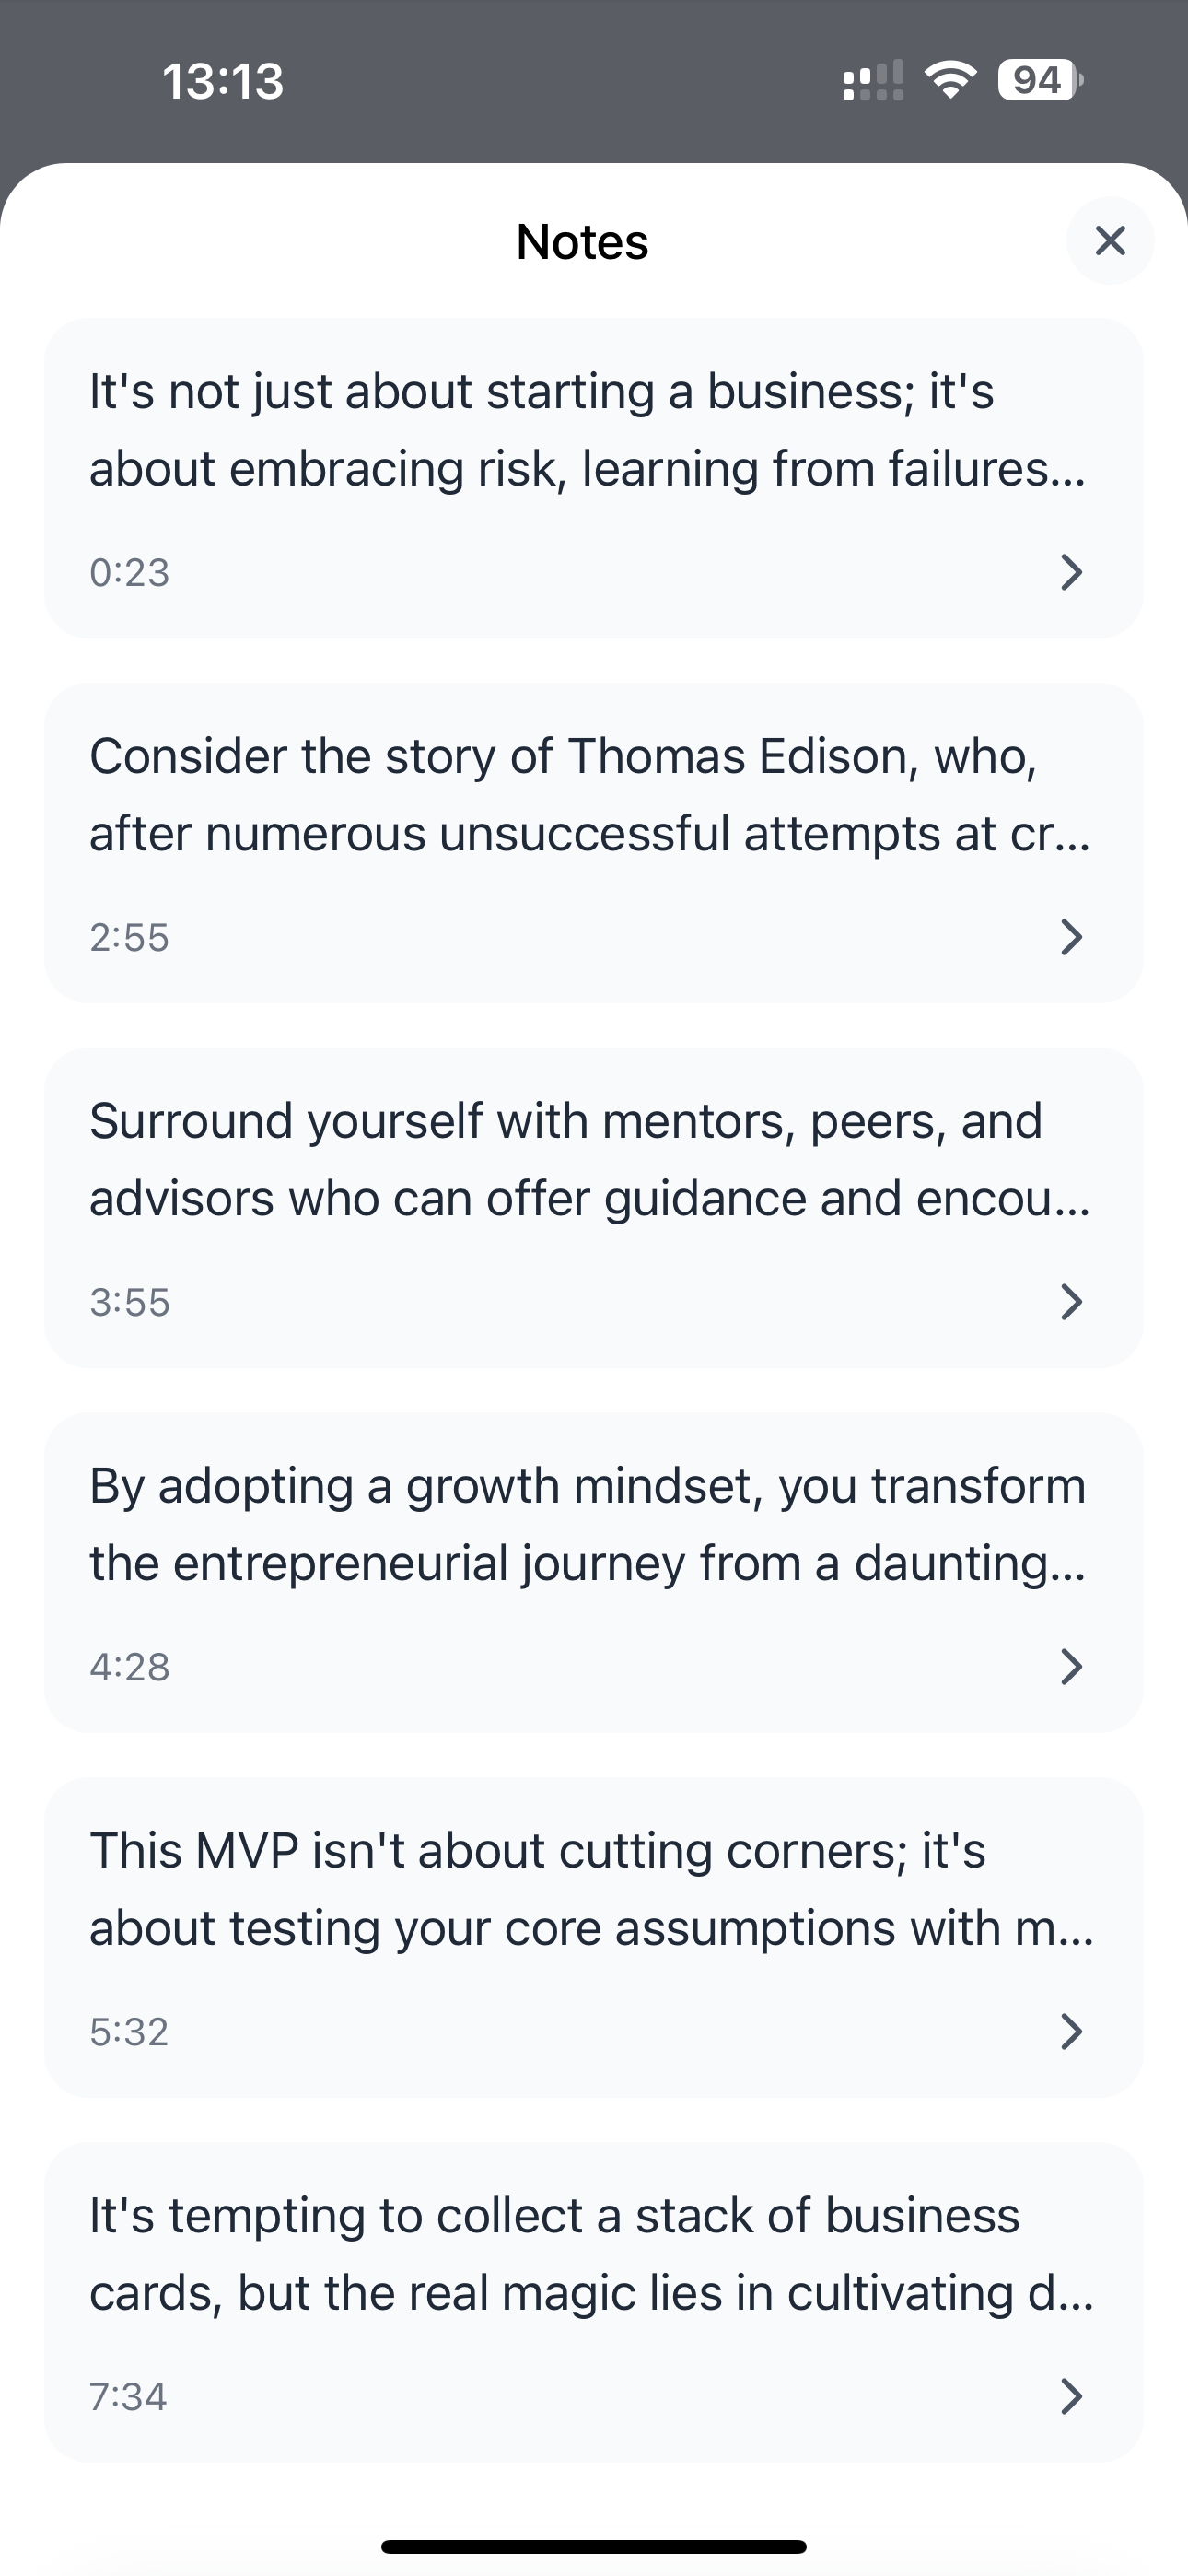 13:13
94
Notes
It's not just about starting a business; it's
about embracing risk, learning from failures...
0:23
Consider the story of Thomas Edison, who,
after numerous unsuccessful attempts at cr...
2:55
Surround yourself with mentors, peers, and
advisors who can offer guidance and encou...
3:55
By adopting a growth mindset, you transform
the entrepreneurial journey from a daunting...
4:28
This MVP isn't about cutting corners; it's
about testing your core assumptions with m...
5:32
It's tempting to collect a stack of business
cards, but the real magic lies in cultivating d...
7:34